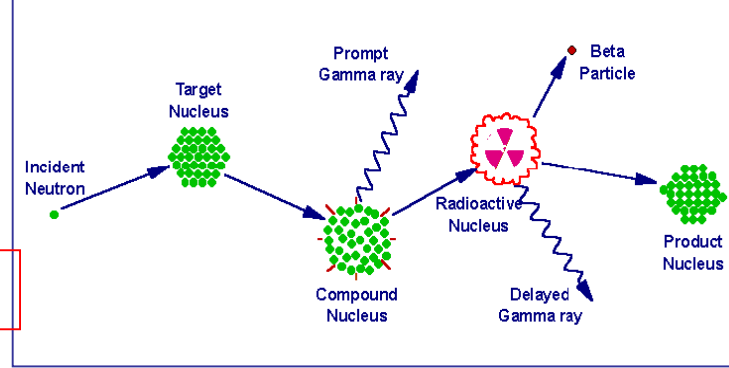 Incident
Neutron
Target
Nucleus
Prompt
Gamma ray
Compound
Nucleus
Radioactive
Nucleus
Beta
Particle
Delayed
Gamma ray
Product
Nucleus